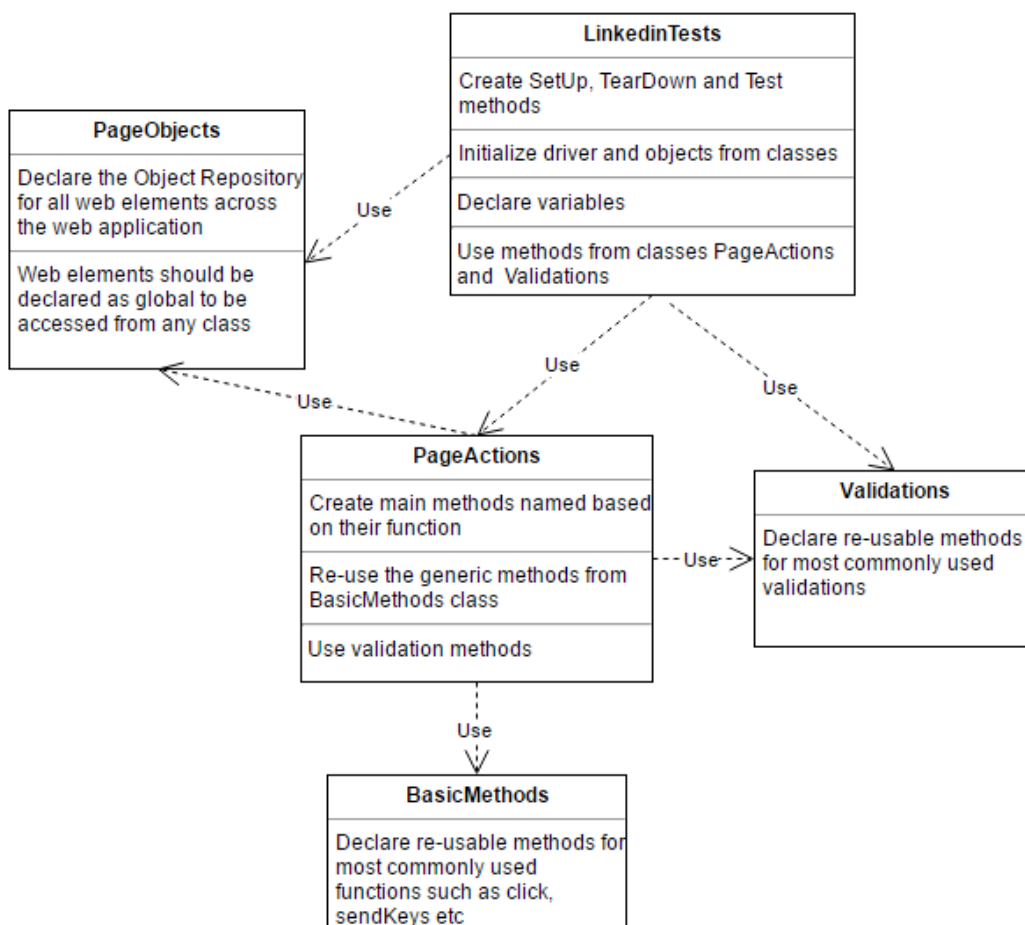 LinkedinTests
Create SetUp, TearDown and Test
methods
Initialize driver and objects from classes
Declare variables
Use methods from classes PageActions
and Validations
PageObjects
Declare the Object Repository
for all web elements across
the web application
Web elements should be
declared as global to be
accessed from any class
Use
Use
Use
Use
PageActions
Create main methods named based
on their function
Re-use the generic methods from
BasicMethods class
Use validation methods
Use
Validations
Declare re-usable methods
for most commonly used
validations
Use
BasicMethods
Declare re-usable methods for
most commonly used
functions such as click,
sendKeys etc